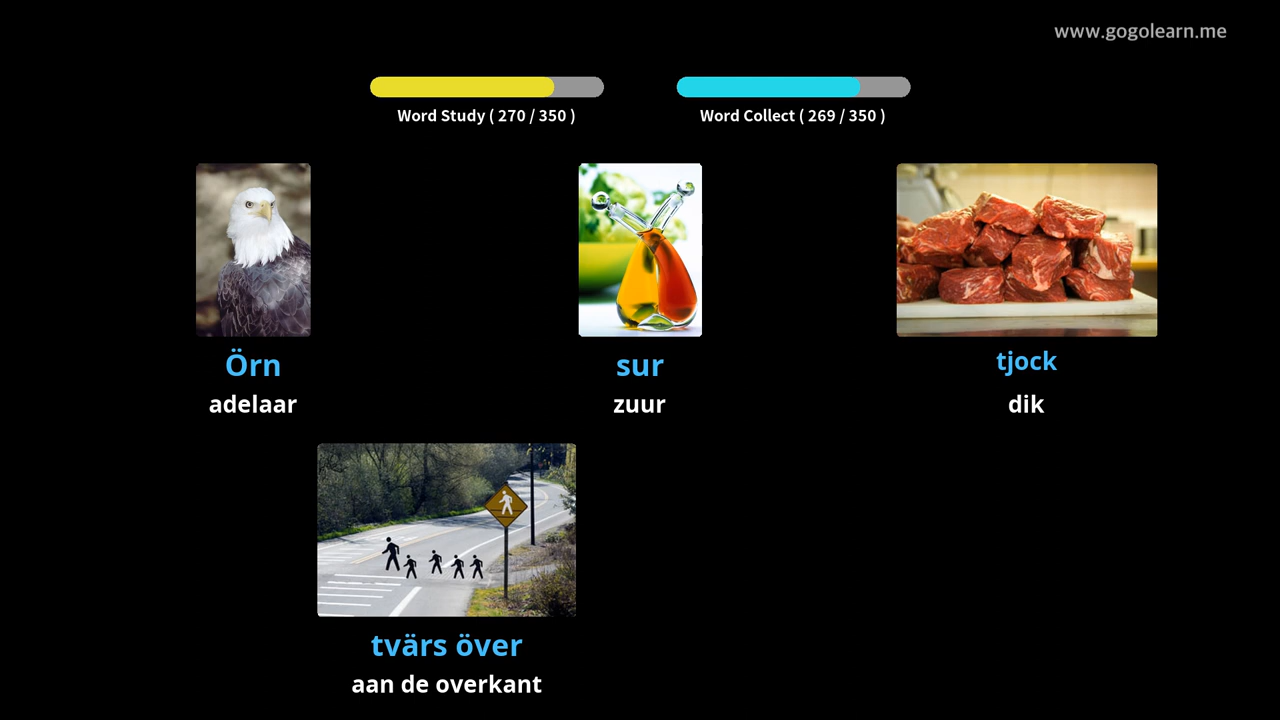 www.gogolearn.me
Word Study ( 270 / 350 )
Word Collect ( 269 / 350 )
Örn
adelaar
sur
zuur
tjock
dik
tvärs över
aan de overkant